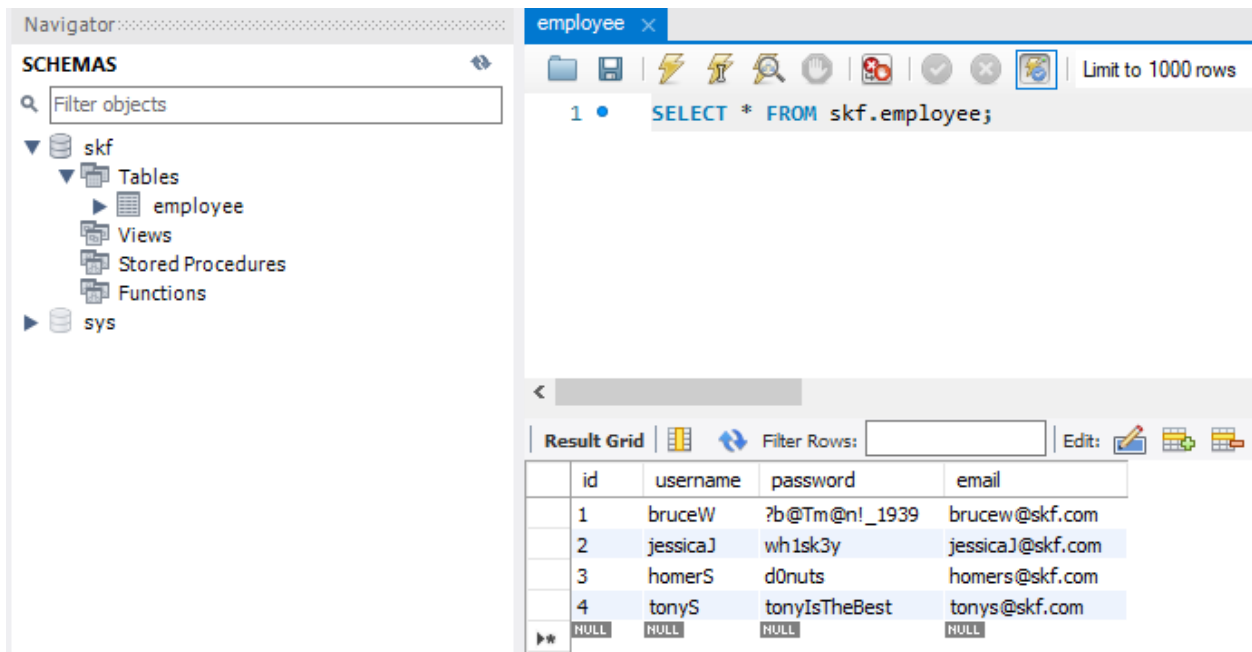 Navigator
SCHEMAS
Filter objects
skf
Tables
employee
Views
Stored Procedures
Functions
sys
employee
Limit to 1000 rows
1 SELECT * FROM skf.employee;
Result Grid Filter Rows: Edit:
id username password email
1 bruceW ?b@Tm@n!_1939 brucew@skf.com
2 jessicaJ wh1sk3y jessicaJ@skf.com
3 homerS d0nuts homers@skf.com
4 tonyS tonyIsTheBest tonys@skf.com
NULL NULL NULL NULL